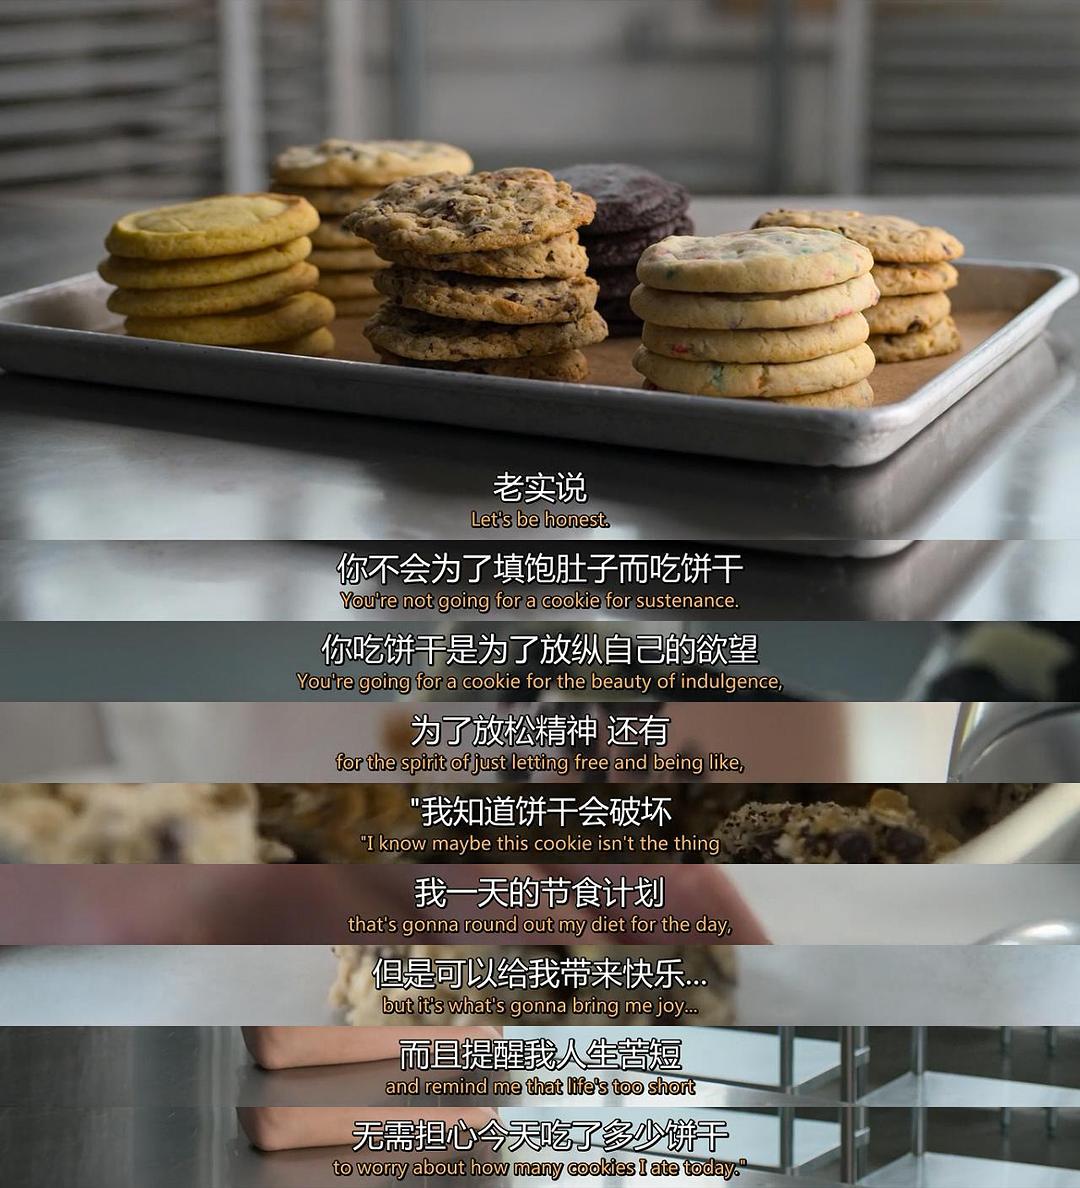 老实说
Let's be honest.
你不会为了填饱肚子而吃饼干
You're not going for a cookie for sustenance.
你吃饼干是为了放纵自己的欲望
You're going for a cookie for the beauty of indulgence,
为了放松精神 还有
for the spirit of just letting free and being like,
"我知道饼干会破坏
"I know maybe this cookie isn't the thing
我一天的节食计划
that's gonna round out my diet for the day,
但是可以给我带来快乐...
but it's what's gonna bring me joy...
而且提醒我人生苦短
and remind me that life's too short
无需担心今天吃了多少饼干
to worry about how many cookies I ate today."